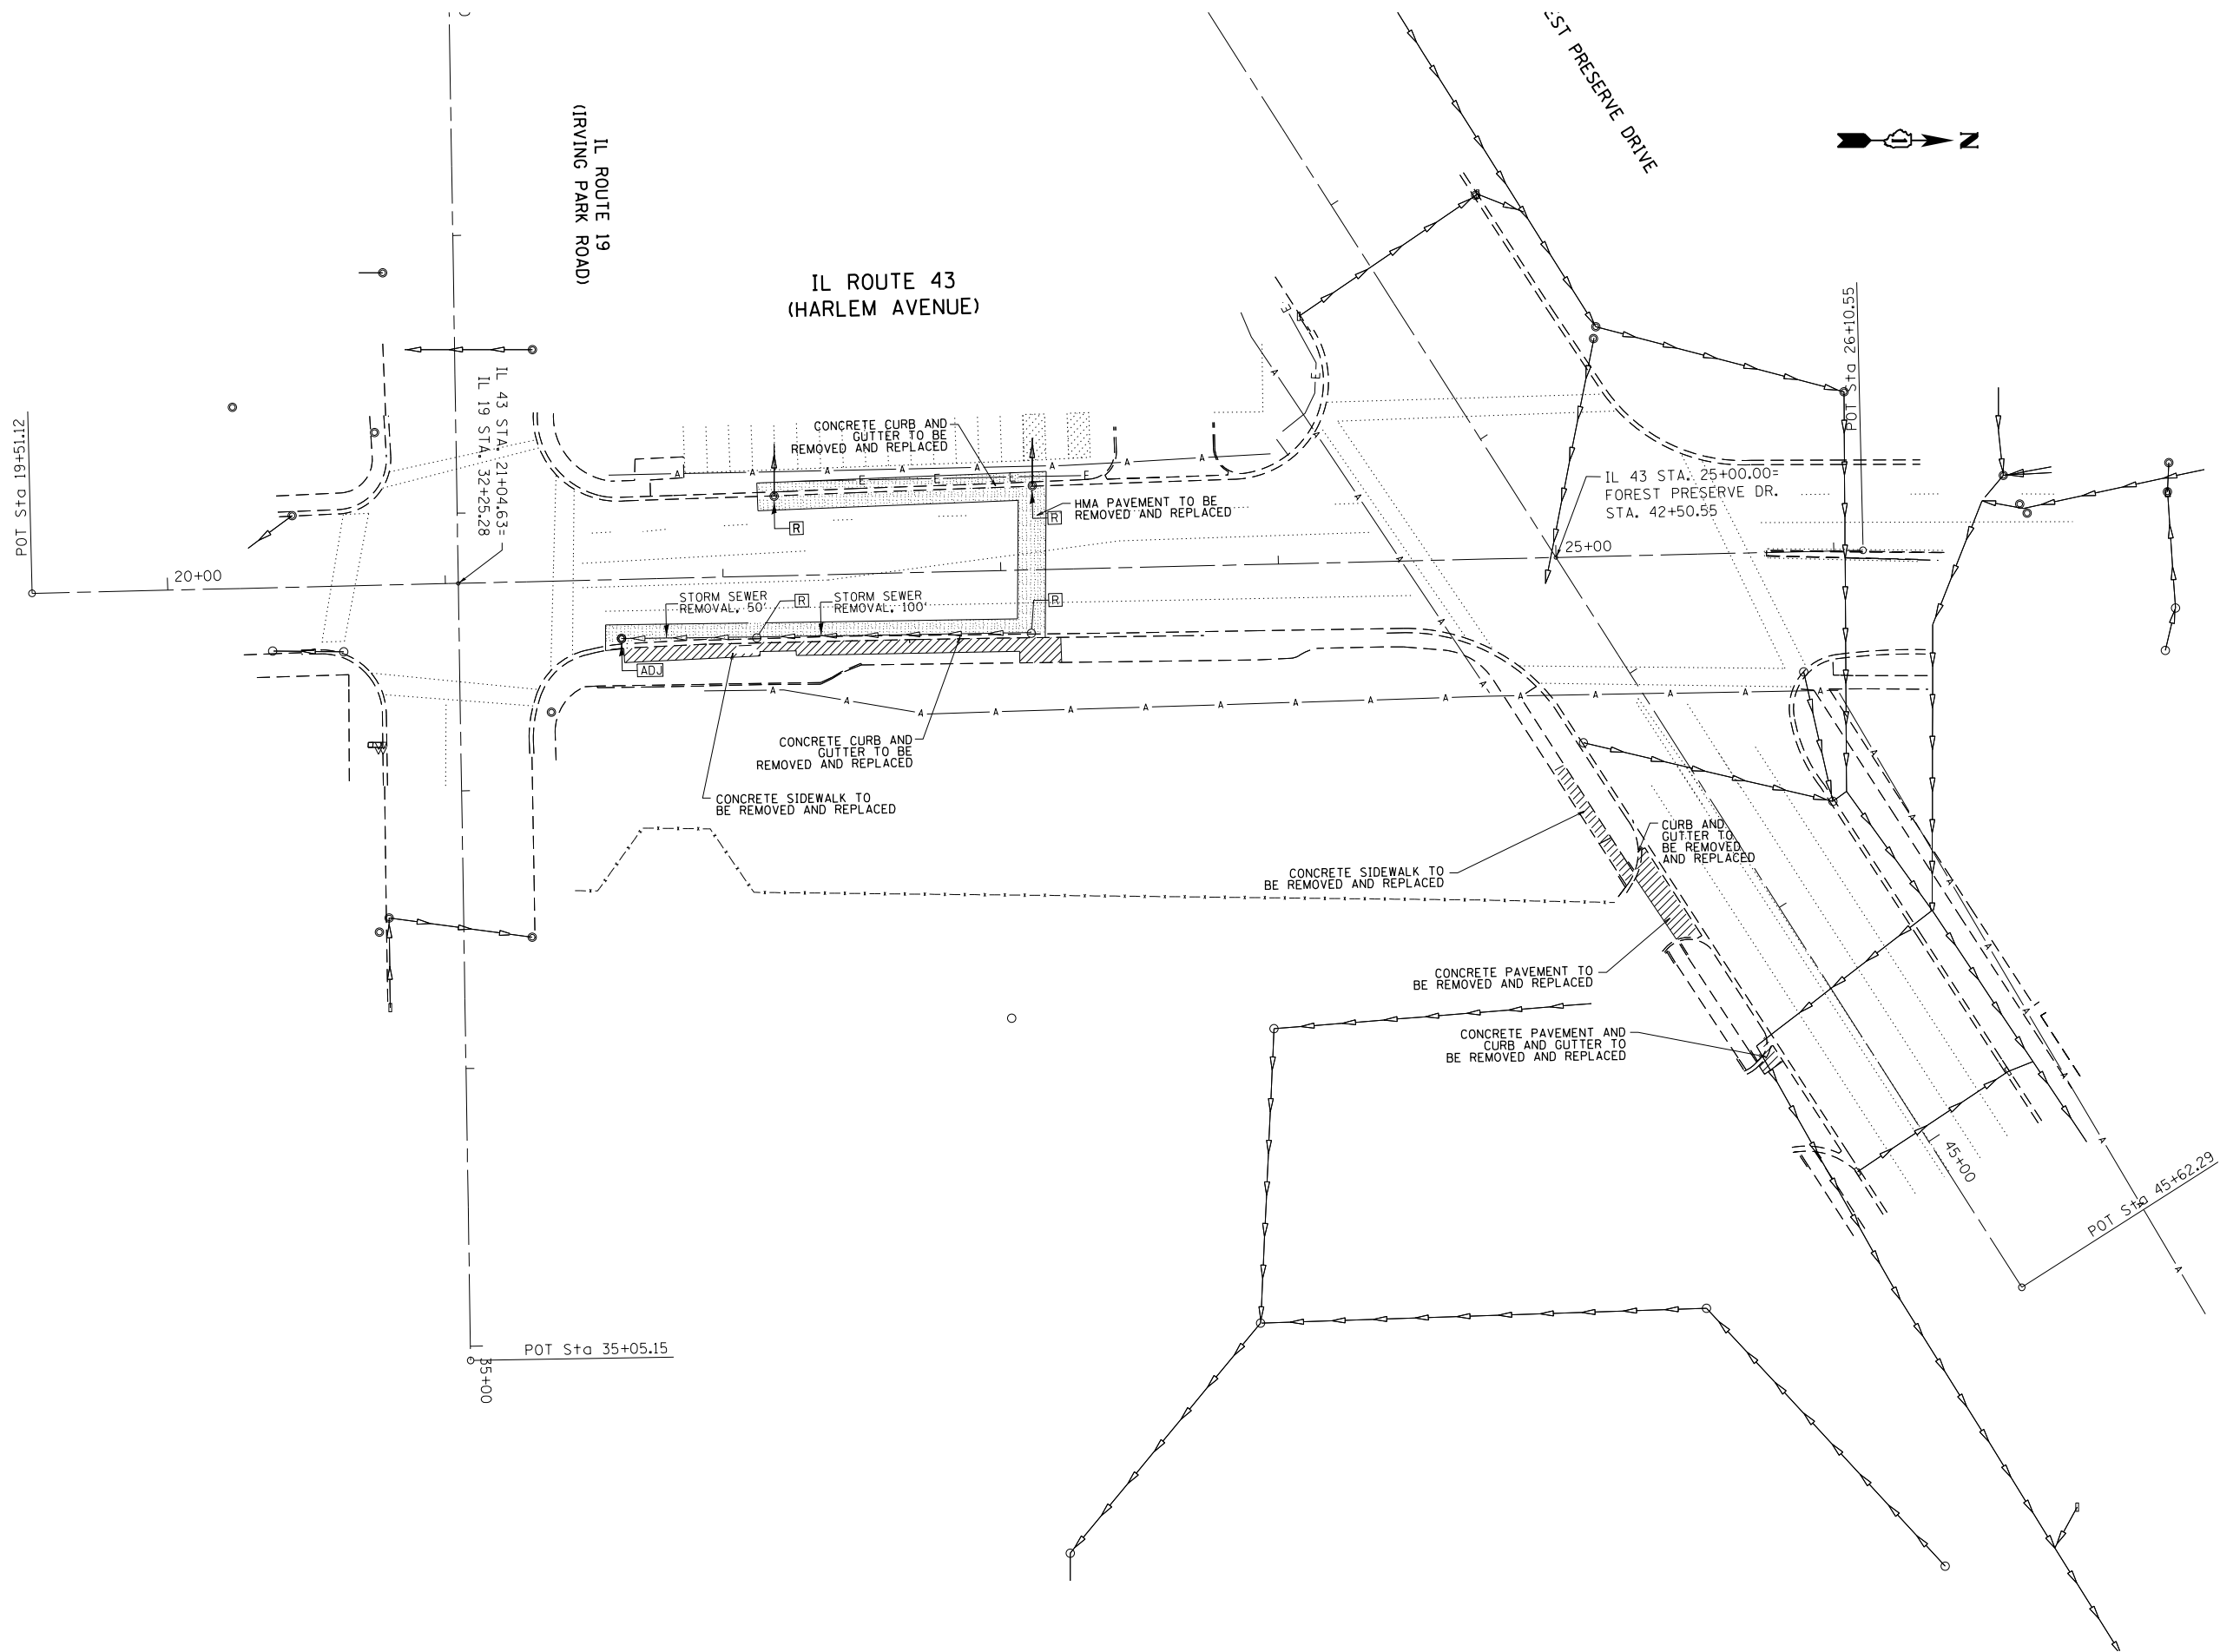 EST PRESERVE DRIVE
N
IL ROUTE 19
(IRVING PARK ROAD)
IL ROUTE 43
(HARLEM AVENUE)
POT Sta 19+51.12
20+00
IL 43 STA. 21+04.63=
IL 19 STA. 32+25.28
CONCRETE CURB AND
GUTTER TO BE
REMOVED AND REPLACED
HMA PAVEMENT TO BE
REMOVED AND REPLACED
R
R
IL 43 STA. 25+00.00=
FOREST PRESERVE DR.
STA. 42+50.55
25+00
POT Sta 26+10.55
STORM SEWER
REMOVAL, 50'
R
STORM SEWER
REMOVAL, 100'
R
ADJ
CONCRETE CURB AND
GUTTER TO BE
REMOVED AND REPLACED
CONCRETE SIDEWALK TO
BE REMOVED AND REPLACED
CURB AND
GUTTER TO
BE REMOVED
AND REPLACED
CONCRETE SIDEWALK TO
BE REMOVED AND REPLACED
CONCRETE PAVEMENT TO
BE REMOVED AND REPLACED
CONCRETE PAVEMENT AND
CURB AND GUTTER TO
BE REMOVED AND REPLACED
45+00
POT Sta 45+62.29
POT Sta 35+05.15
35+00